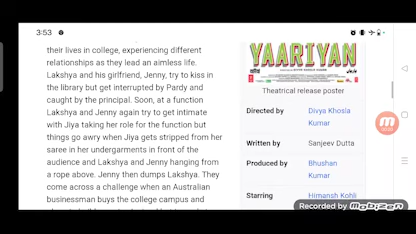 3:53
their lives in college, experiencing different
relationships as they lead an aimless life.
Lakshya and his girlfriend, Jenny, try to kiss in
the library but get interrupted by Pardy and
caught by the principal. Soon, at a function
Lakshya and Jenny again try to get intimate
with Jiya taking her role for the function but
things go awry when Jiya gets stripped from her
saree in her undergarments in front of the
audience and Lakshya and Jenny hanging from
a rope above. Jenny then dumps Lakshya. They
come across a challenge when an Australian
businessman buys the college campus and
YAARIYAN
Theatrical release poster
Directed by Divya Khosla
Kumar
Written by Sanjeev Dutta
Produced by Bhushan
Kumar
Starring Himansh Kohli
Recorded by mobizen